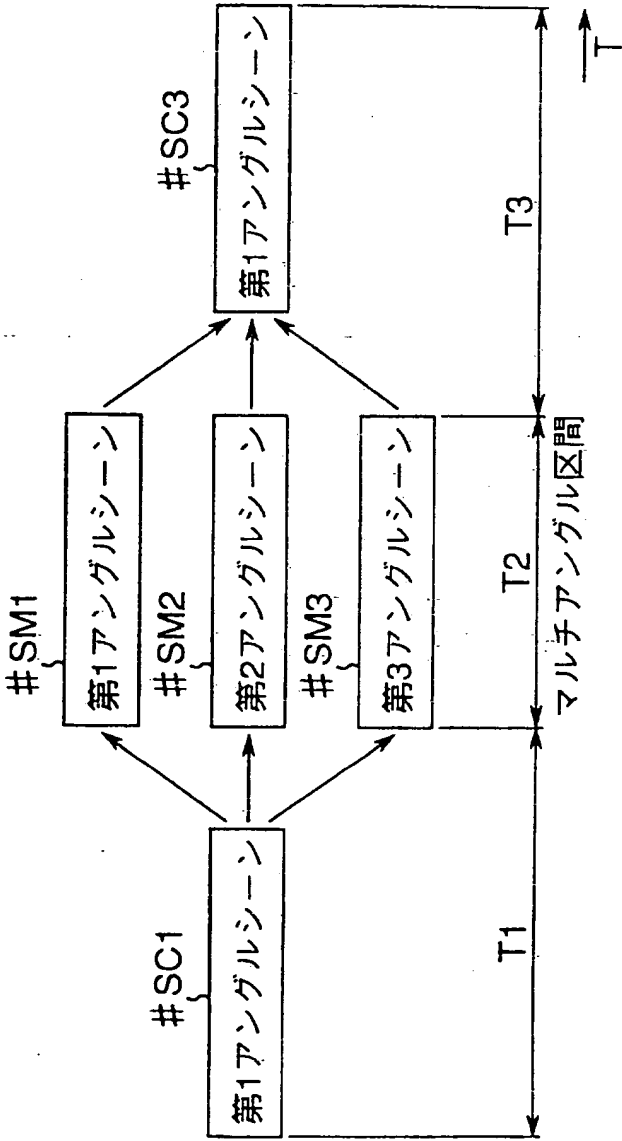 #SC1
第1アングルシーン
#SM1
第1アングルシーン
#SM2
第2アングルシーン
#SM3
第3アングルシーン
#SC3
第1アングルシーン
T1
T2
T3
マルチアングル区間
T